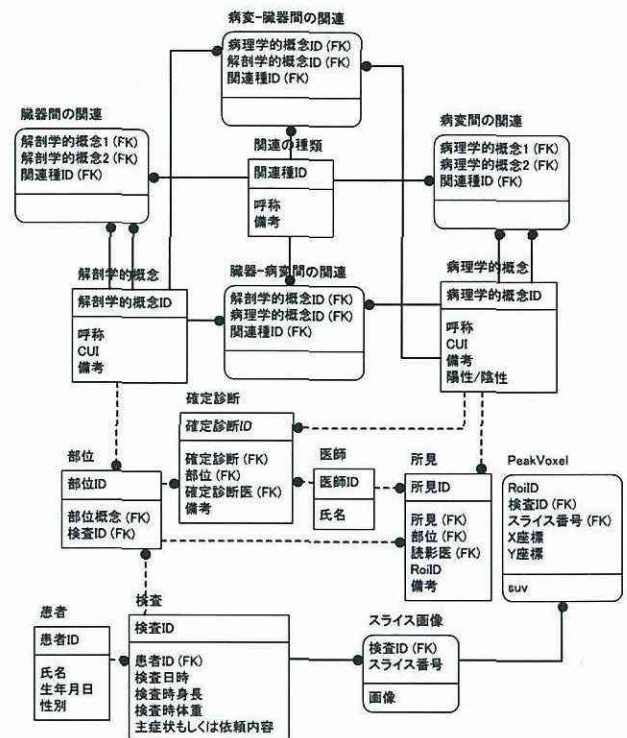 病変-臓器間の関連
病理学的概念ID (FK)
解剖学的概念ID (FK)
関連種ID (FK)
臓器間の関連
解剖学的概念1 (FK)
解剖学的概念2 (FK)
関連種ID (FK)
関連の種類
関連種ID
呼称
備考
病変間の関連
病理学的概念1 (FK)
病理学的概念2 (FK)
関連種ID (FK)
解剖学的概念
解剖学的概念ID
呼称
CUI
備考
臓器-病変間の関連
解剖学的概念ID (FK)
病理学的概念ID (FK)
関連種ID (FK)
病理学的概念
病理学的概念ID
呼称
CUI
備考
陽性/陰性
確定診断
確定診断ID
確定診断 (FK)
部位 (FK)
確定診断医 (FK)
備考
部位
部位ID
部位概念 (FK)
検査ID (FK)
医師
医師ID
氏名
所見
所見ID
所見 (FK)
部位 (FK)
読影医 (FK)
RoiID
備考
PeakVoxel
RoiID
検査ID (FK)
スライス番号 (FK)
X座標
Y座標
suv
患者
患者ID
氏名
生年月日
性別
検査
検査ID
患者ID (FK)
検査日時
検査時身長
検査時体重
主症状もしくは依頼内容
スライス画像
検査ID (FK)
スライス番号
画像